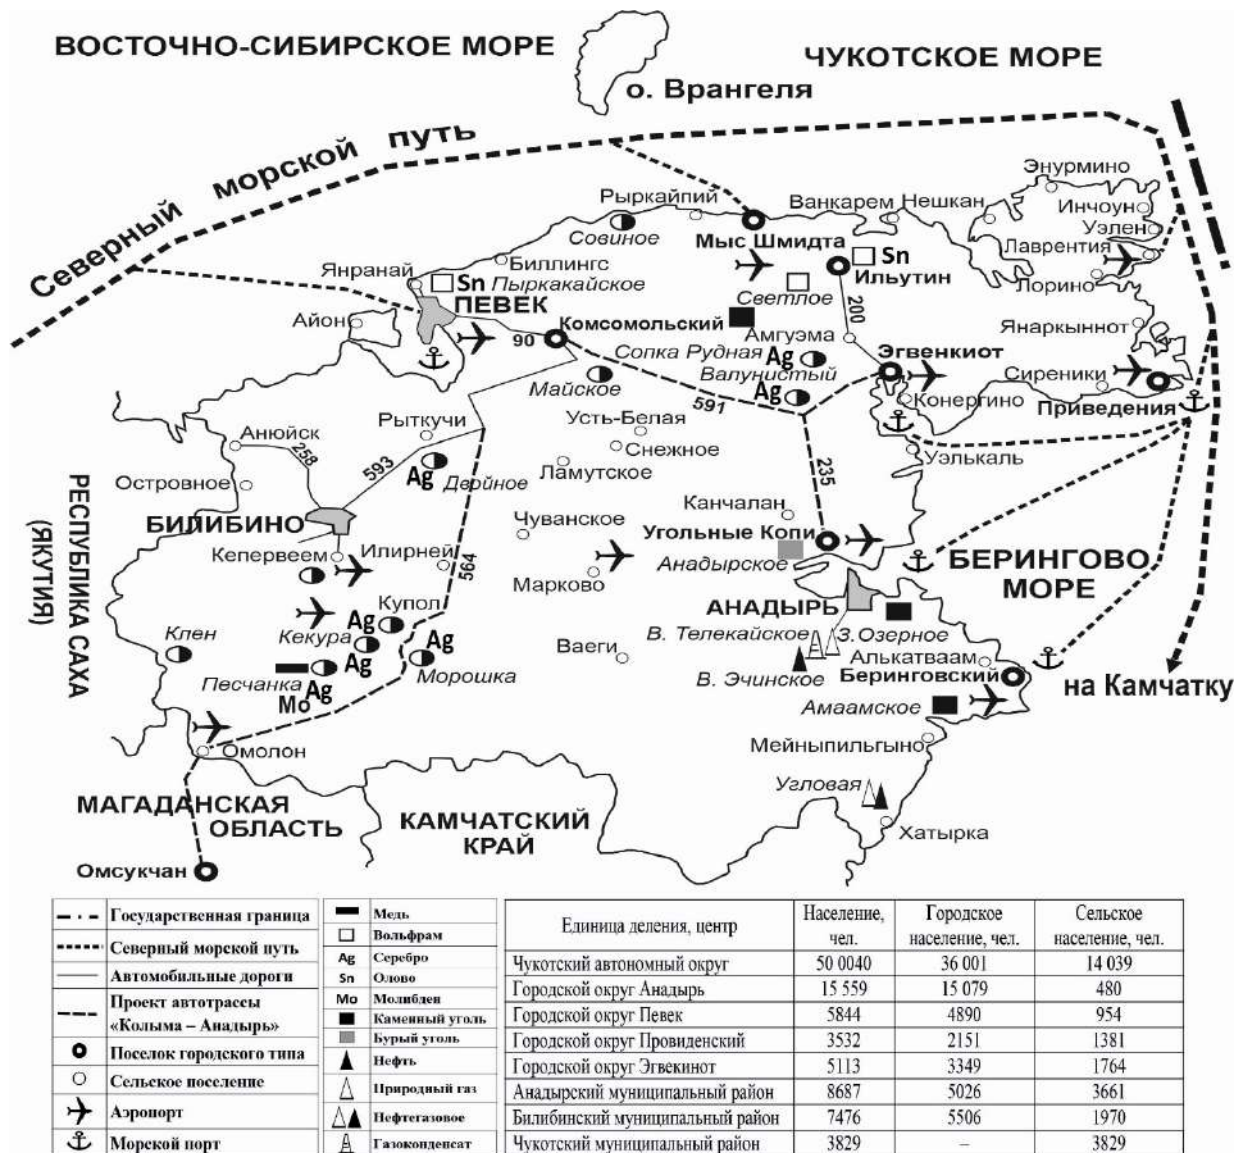 ВОСТОЧНО-СИБИРСКОЕ МОРЕ
ЧУКОТСКОЕ МОРЕ
о. Врангеля
Северный морской путь
Энурмино
Рыркайпий
Ванкарем
Нешкан
Инчоун
Уэлен
Совиное
Мыс Шмидта
Лаврентия
Sn
Ильутин
Биллингс
Янранай
Sn Пыркакайское
Светлое
Лорино
ПЕВЕК
200
Айон
Комсомольский
Амгуэма
Янаркыннот
90
Сопка Рудная
Ag
Эгвенкиот
Майское
Валунистый
Ag
Сиреники
Конергино
Приведения
591
Усть-Белая
Рыткучи
Анюйск
258
Снежное
Уэлькаль
593
Ag
Двойное
Ламутское
235
Островное
РЕСПУБЛИКА САХА
(ЯКУТИЯ)
Канчалан
БИЛИБИНО
Чуванское
Угольные Копи
Кепервеем
Илирней
564
Анадырское
БЕРИНГОВО
МОРЕ
Марково
АНАДЫРЬ
Купол
Клен
Кекура
Ag
Ag
Ag
В. Телекайское
З.Озерное
Ваеги
Алькатваам
Песчанка
Ag
Mo
Морошка
В. Эчинское
Беринговский
на Камчатку
Амаамское
Омолон
Мейныпильгыно
Угловая
МАГАДАНСКАЯ
ОБЛАСТЬ
КАМЧАТСКИЙ
КРАЙ
Хатырка
Омсукчан
Государственная граница
Северный морской путь
Автомобильные дороги
Проект автотрассы
«Колыма – Анадырь»
Поселок городского типа
Сельское поселение
Аэропорт
Морской порт
Медь
Вольфрам
Ag Серебро
Sn Олово
Mo Молибден
Каменный уголь
Бурый уголь
Нефть
Природный газ
Нефтегазовое
Газоконденсат
Единица деления, центр Население, чел. Городское население, чел. Сельское население, чел.
Чукотский автономный округ 50 0040 36 001 14 039
Городской округ Анадырь 15 559 15 079 480
Городской округ Певек 5844 4890 954
Городской округ Провиденский 3532 2151 1381
Городской округ Эгвекинот 5113 3349 1764
Анадырский муниципальный район 8687 5026 3661
Билибинский муниципальный район 7476 5506 1970
Чукотский муниципальный район 3829 – 3829